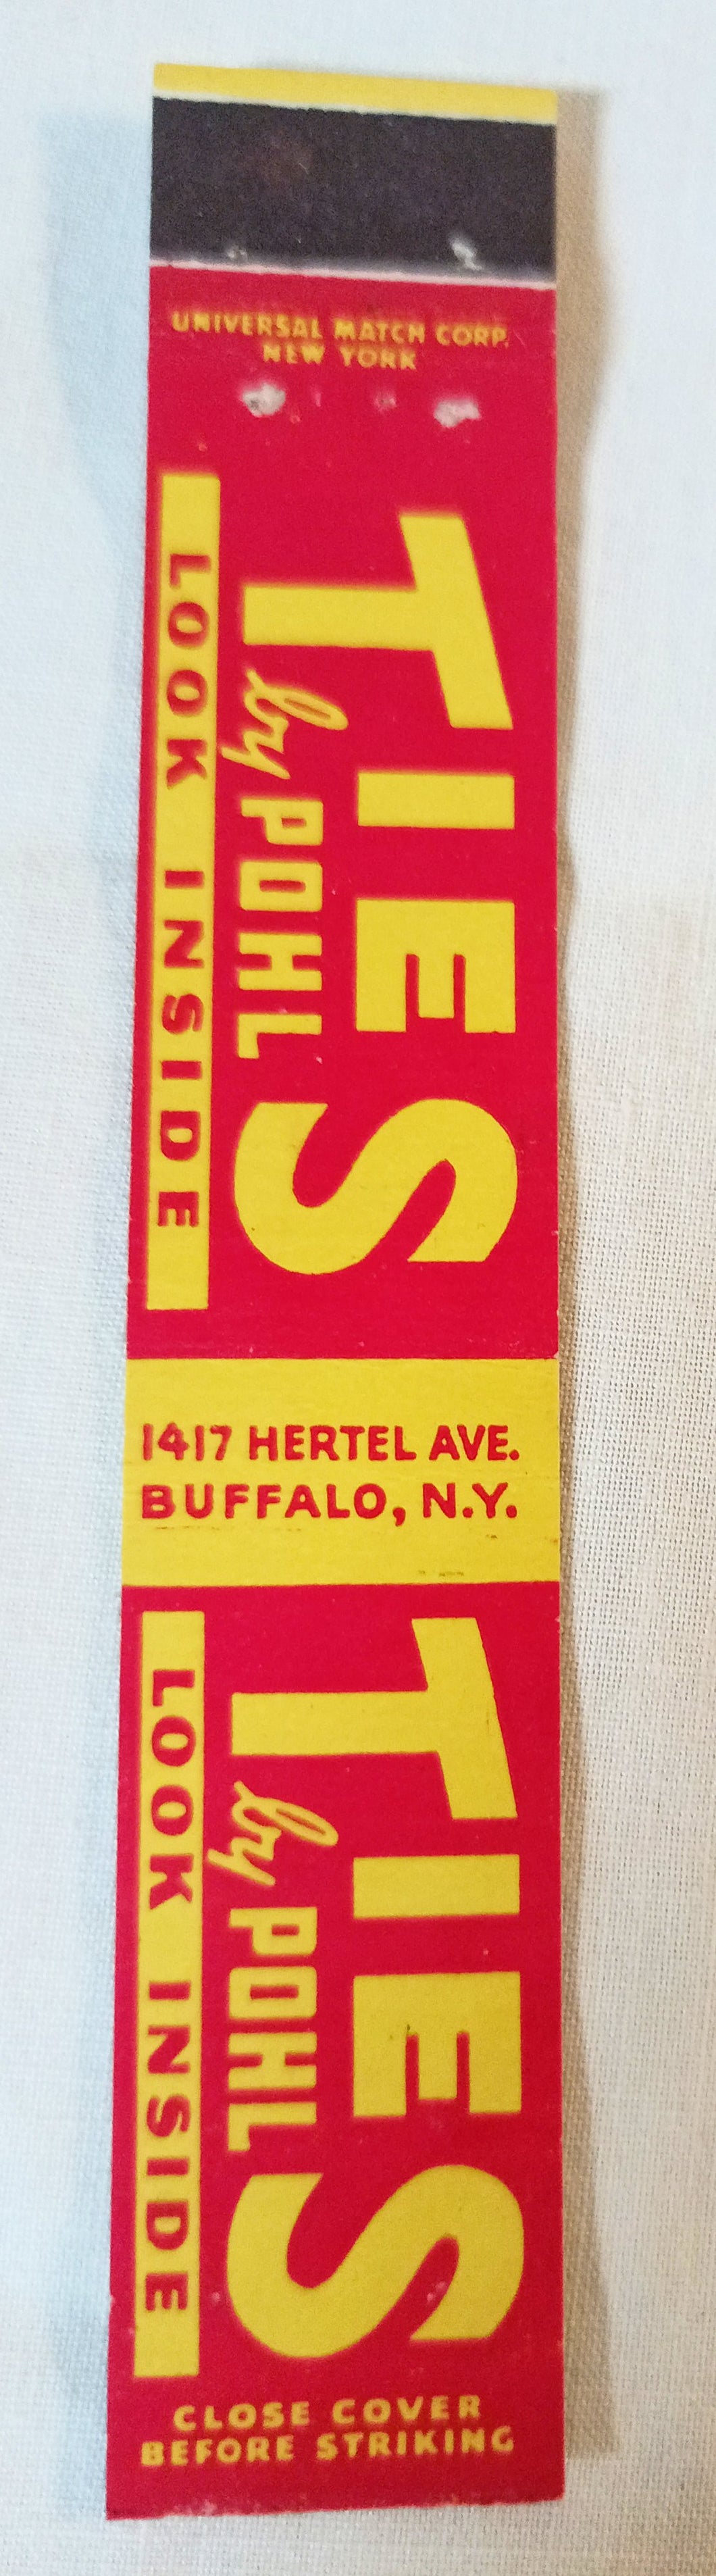 UNIVERSAL MATCH CORP.
NEW YORK
TIES
by POHL
LOOK INSIDE
1417 HERTEL AVE.
BUFFALO, N.Y.
TIES
by POHL
LOOK INSIDE
CLOSE COVER
BEFORE STRIKING